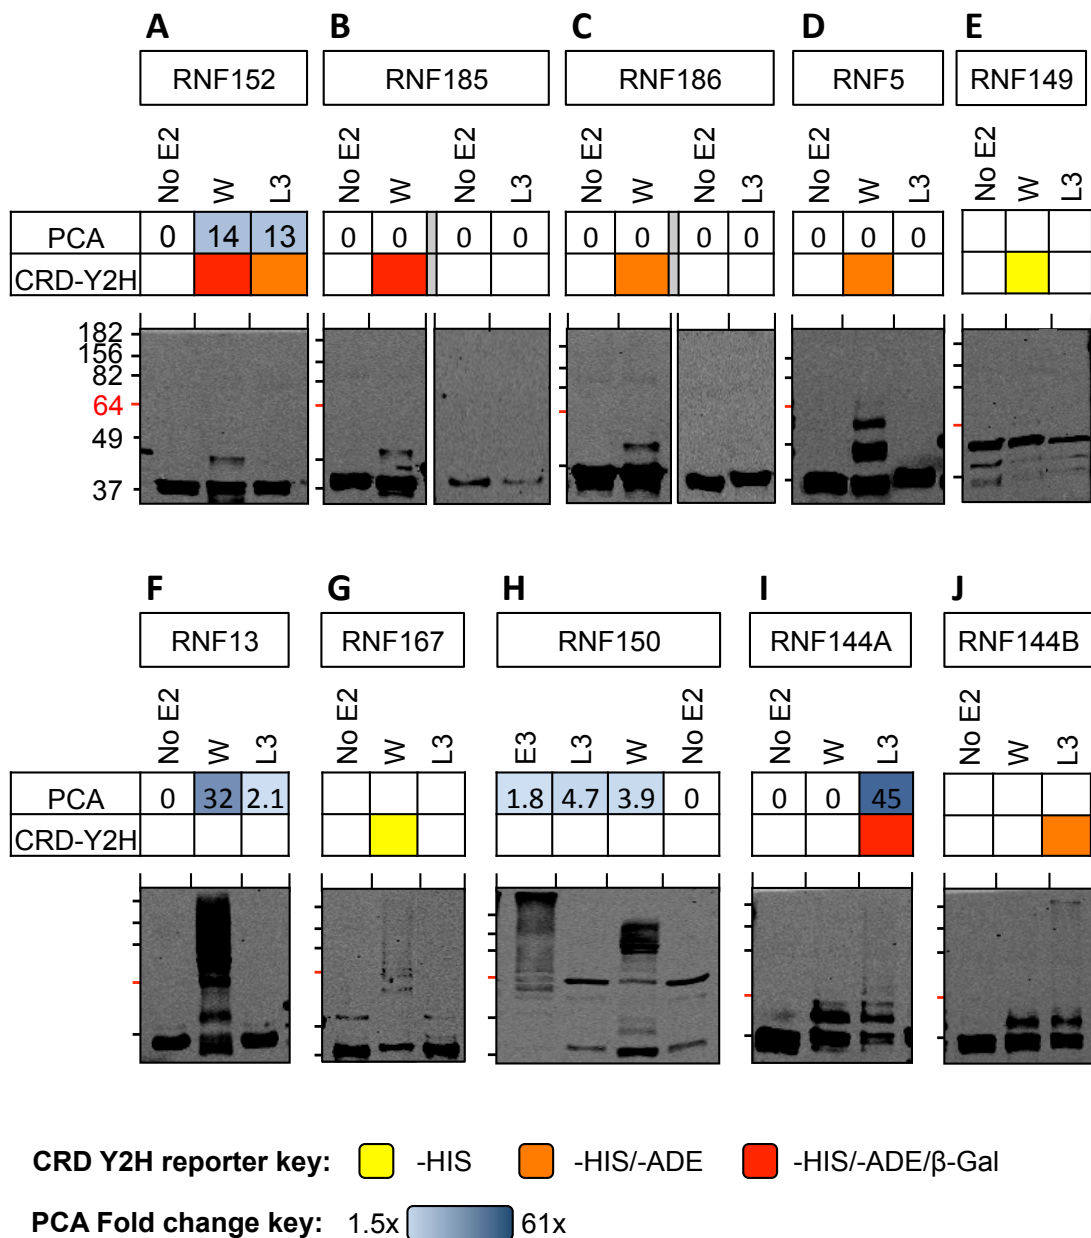 A B C D E
RNF152 RNF185 RNF186 RNF5 RNF149
No E2 W L3 No E2 W No E2 L3 No E2 W No E2 L3 No E2 W L3 No E2 W L3
PCA 0 14 13 0 0 0 0 0 0 0 0 0 0 0
CRD-Y2H
182
156
82
64
49
37
F G H I J
RNF13 RNF167 RNF150 RNF144A RNF144B
No E2 W L3 No E2 W L3 E3 L3 W No E2 No E2 W L3 No E2 W L3
PCA 0 32 2.1 1.8 4.7 3.9 0 0 0 45
CRD-Y2H
CRD Y2H reporter key: -HIS -HIS/-ADE -HIS/-ADE/β-Gal
PCA Fold change key: 1.5x 61x